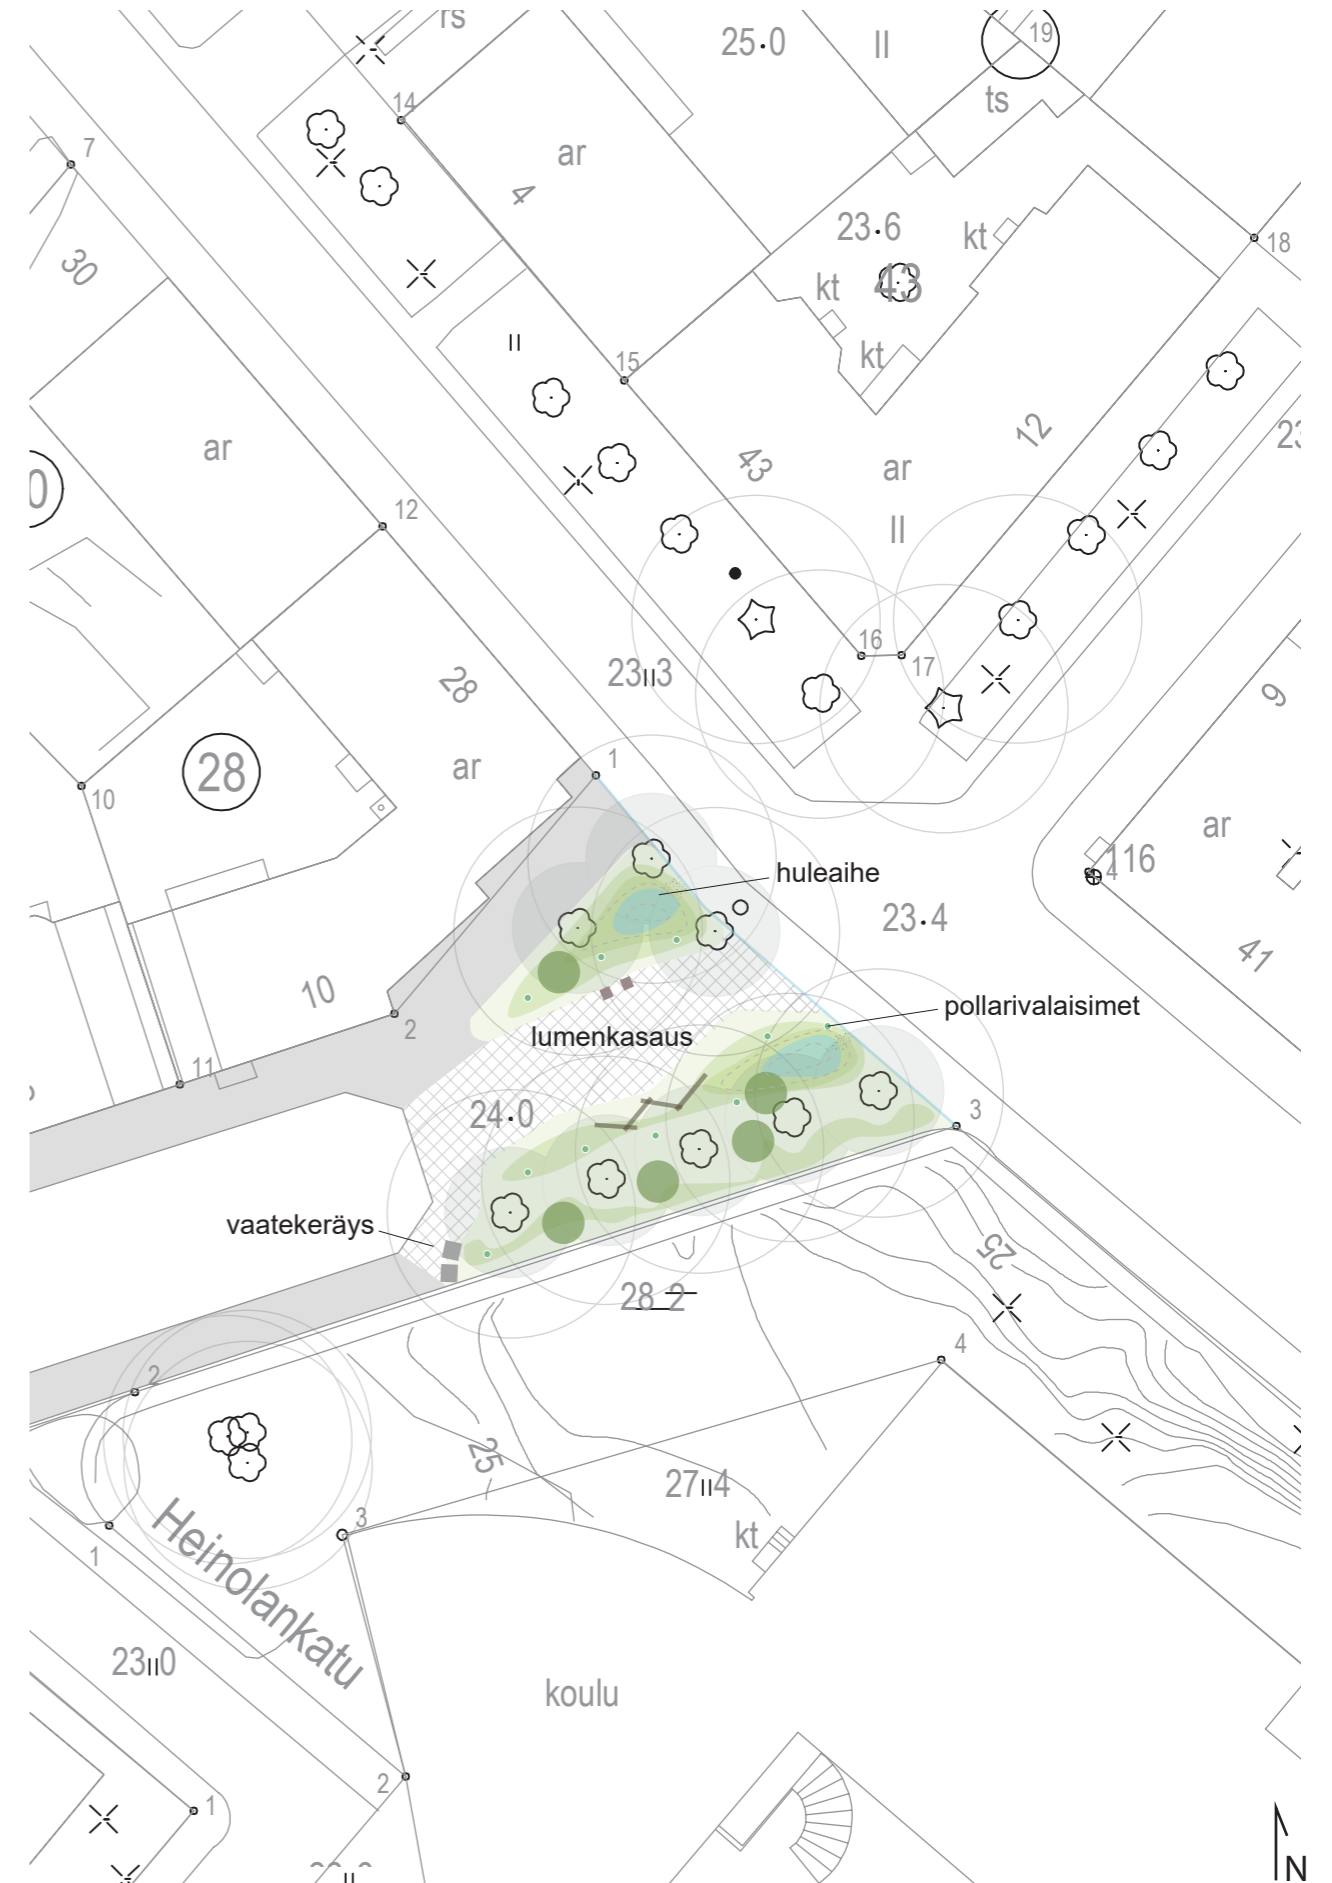 rs
25.0
II
19
ts
14
7
ar
4
23.6
kt
43
18
30
kt
II
15
kt
12
43
ar
23
ar
0
12
II
16
17
23II3
28
9
1
28
ar
10
ar
116
4
huleaihe
23.4
41
10
2
pollarivalaisimet
lumenkasaus
11
24.0
3
vaatekeräys
25
28 2
4
2
25
27II4
3
kt
1
Heinolankatu
23II0
koulu
2
1
II
N